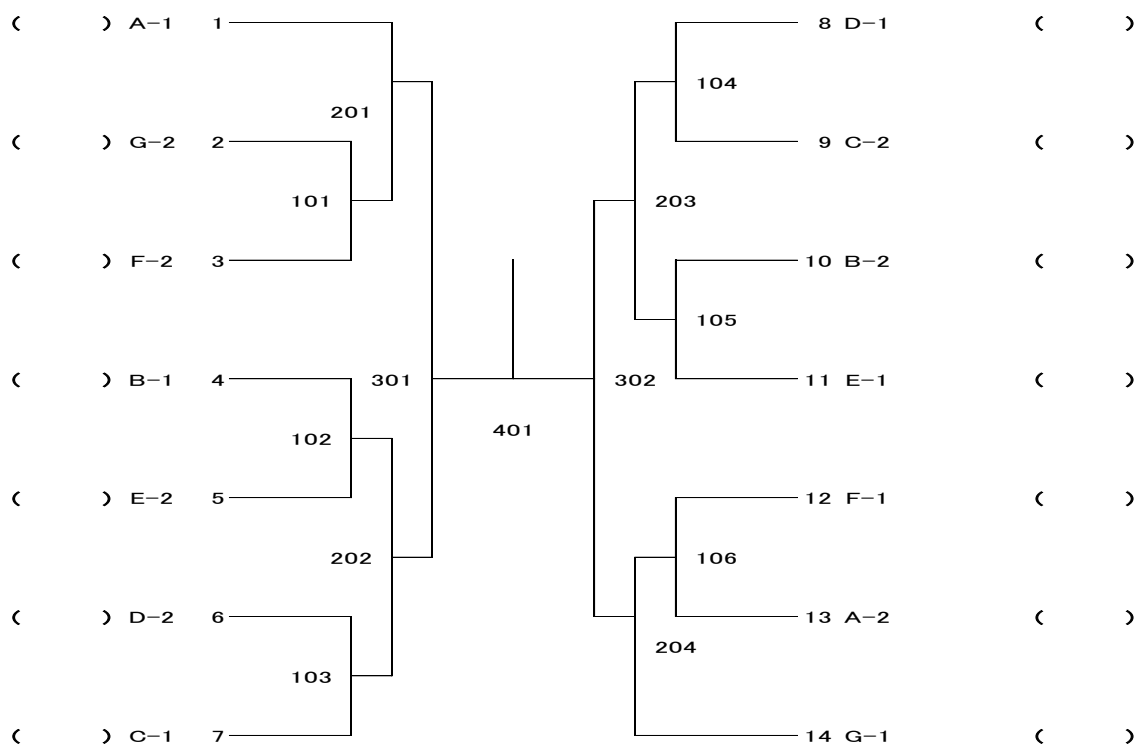 ( ) A-1 1 8 D-1 ( )
104
201
( ) G-2 2 9 C-2 ( )
101 203
( ) F-2 3 10 B-2 ( )
105
( ) B-1 4 301 302 11 E-1 ( )
401
102
( ) E-2 5 12 F-1 ( )
202 106
( ) D-2 6 13 A-2 ( )
204
103
( ) C-1 7 14 G-1 ( )